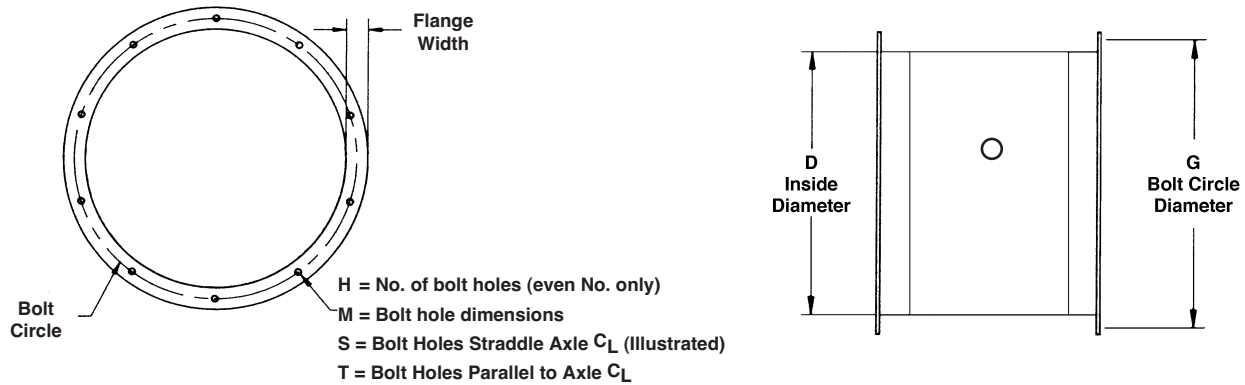 Flange
Width
Bolt
Circle
H = No. of bolt holes (even No. only)
M = Bolt hole dimensions
S = Bolt Holes Straddle Axle CL (Illustrated)
T = Bolt Holes Parallel to Axle CL
D
Inside
Diameter
G
Bolt Circle
Diameter